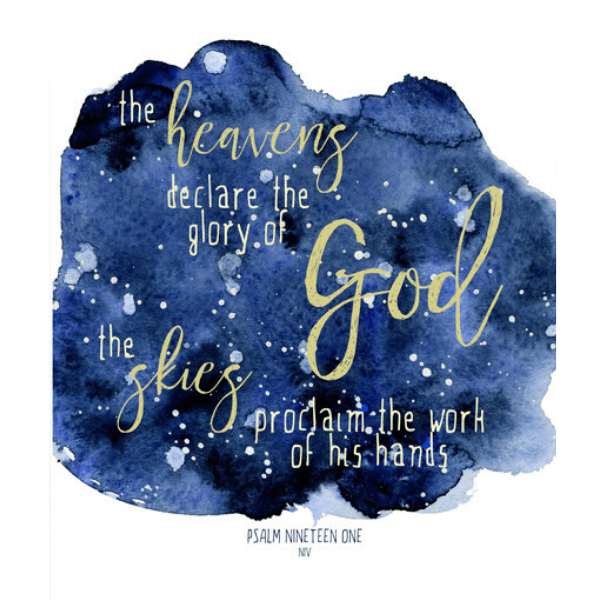 the heavens
declare the
glory of
God
the
skies
proclaim the work
of his hands
PSALM NINETEEN ONE
NIV